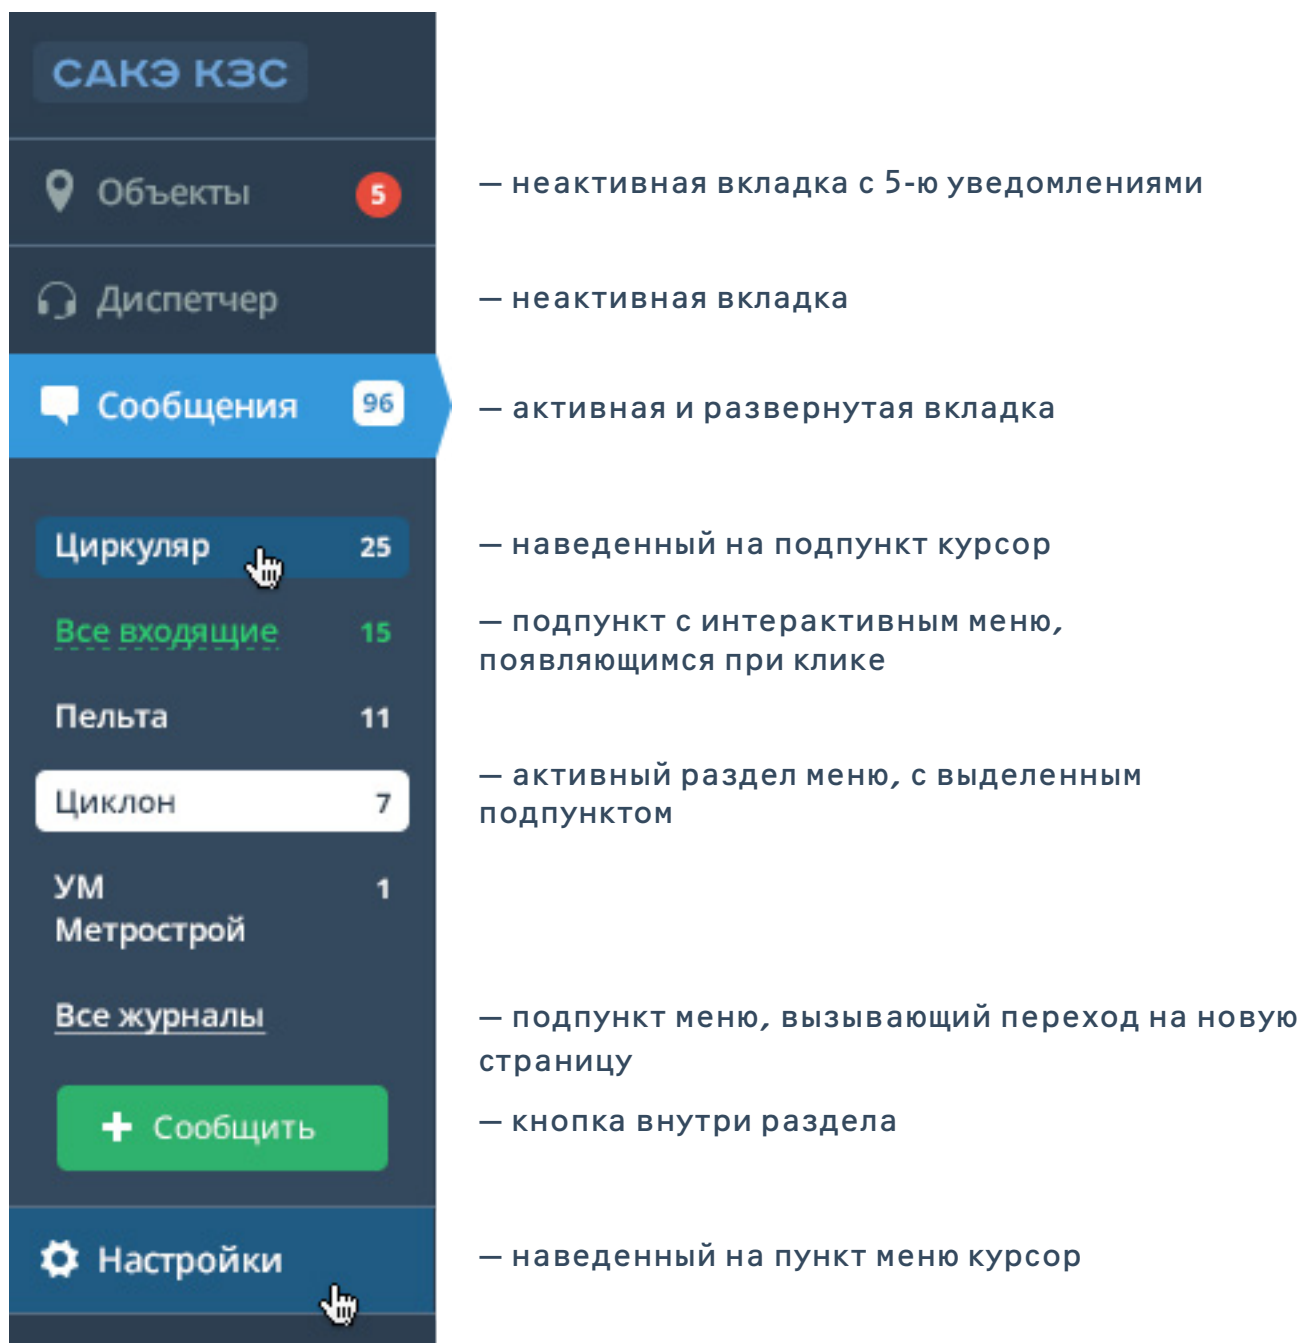 САКЭ КЗС
Объекты 5 — неактивная вкладка с 5-ю уведомлениями
Диспетчер — неактивная вкладка
Сообщения 96 — активная и развернутая вкладка
Циркуляр 25 — наведенный на подпункт курсор
Все входящие 15 — подпункт с интерактивным меню,
появляющимся при клике
Пельта 11
Циклон 7 — активный раздел меню, с выделенным
подпунктом
УМ 1
Метрострой
Все журналы — подпункт меню, вызывающий переход на новую
страницу
+ Сообщить — кнопка внутри раздела
Настройки — наведенный на пункт меню курсор